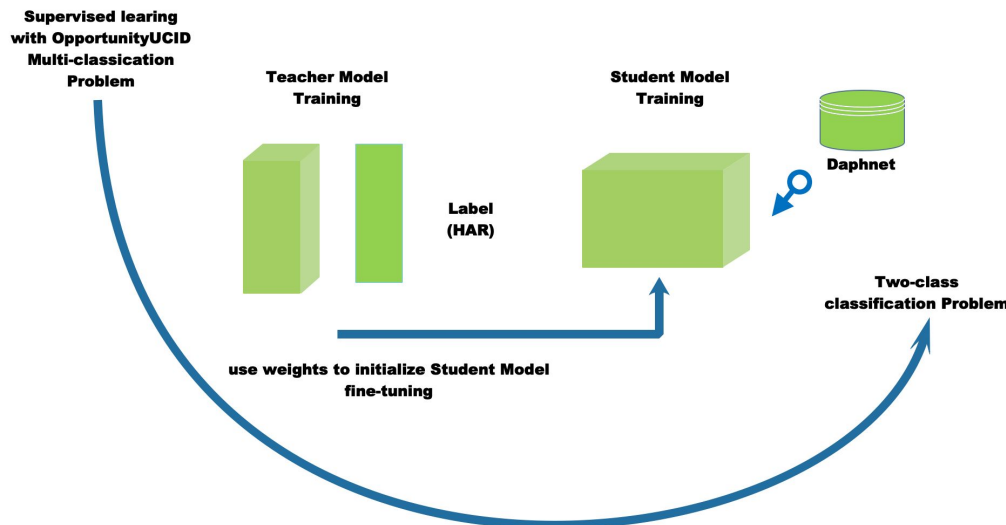 Supervised learing
with OpportunityUCID
Multi-classication
Problem
Teacher Model
Training
Student Model
Training
Daphnet
Label
(HAR)
Two-class
classification Problem
use weights to initialize Student Model
fine-tuning